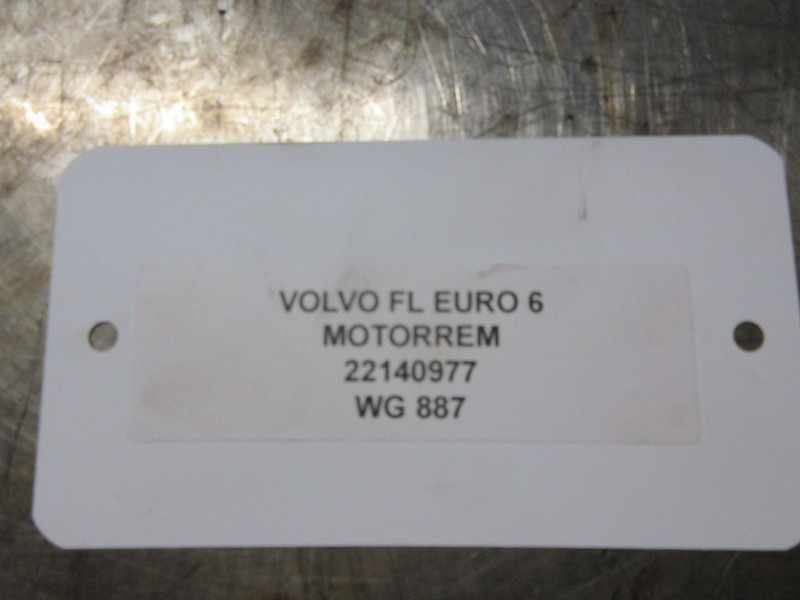 VOLVO FL EURO 6
MOTORREM
22140977
WG 887